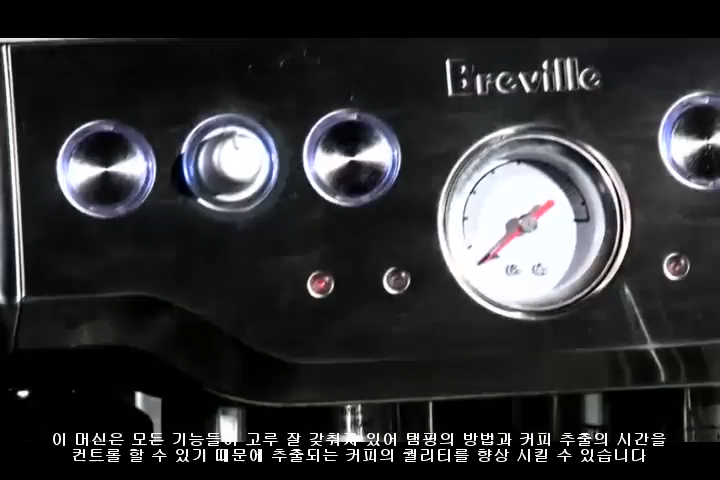 Breville
이 머신은 모든 기능들이 고루 잘 갖춰져 있어 탬핑의 방법과 커피 추출의 시간을
컨트롤 할 수 있기 때문에 추출되는 커피의 퀄리티를 향상 시킬 수 있습니다